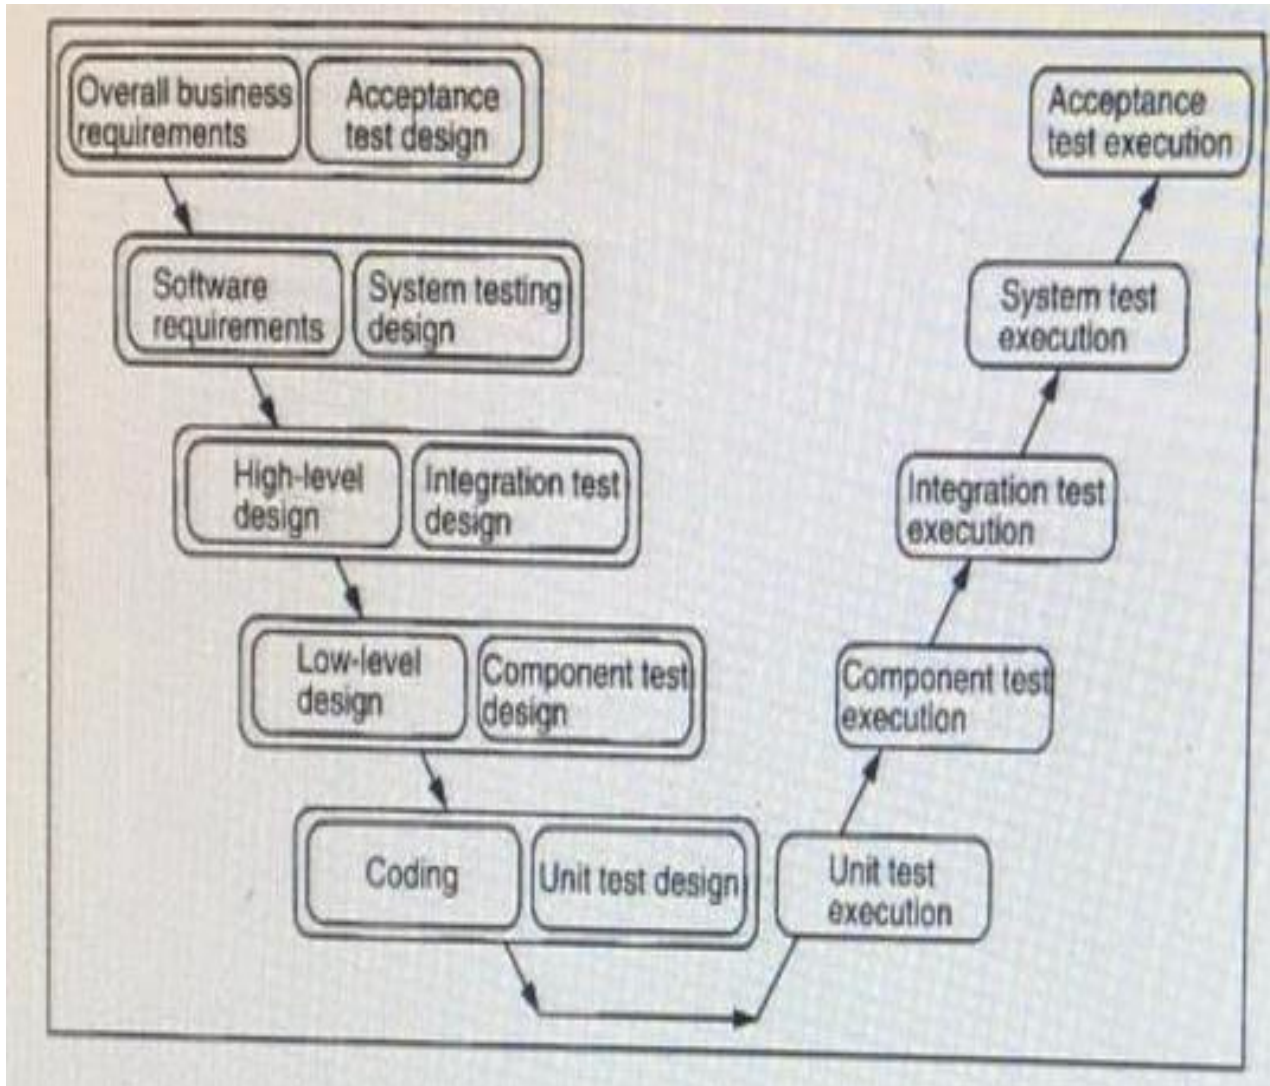 Overall business
requirements
Acceptance
test design
Acceptance
test execution
Software
requirements
System testing
design
System test
execution
High-level
design
Integration test
design
Integration test
execution
Low-level
design
Component test
design
Component test
execution
Coding
Unit test design
Unit test
execution